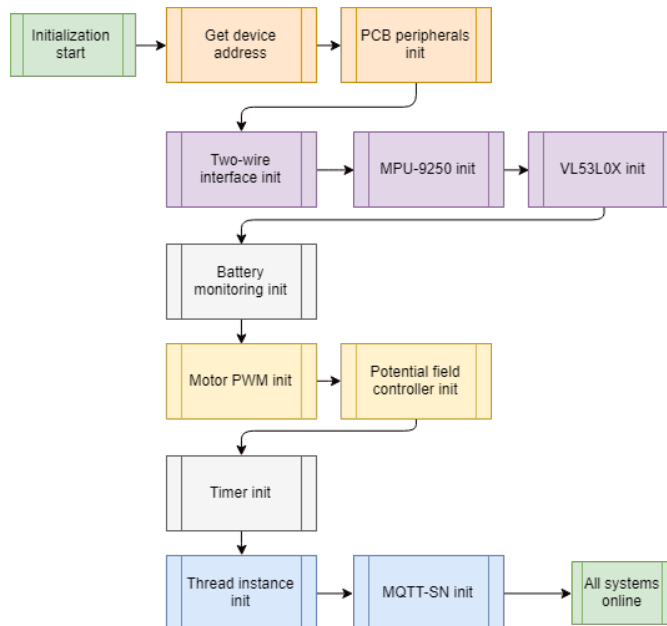 Initialization
start
Get device
address
PCB peripherals
init
Two-wire
interface init
MPU-9250 init
VL53L0X init
Battery
monitoring init
Motor PWM init
Potential field
controller init
Timer init
Thread instance
init
MQTT-SN init
All systems
online